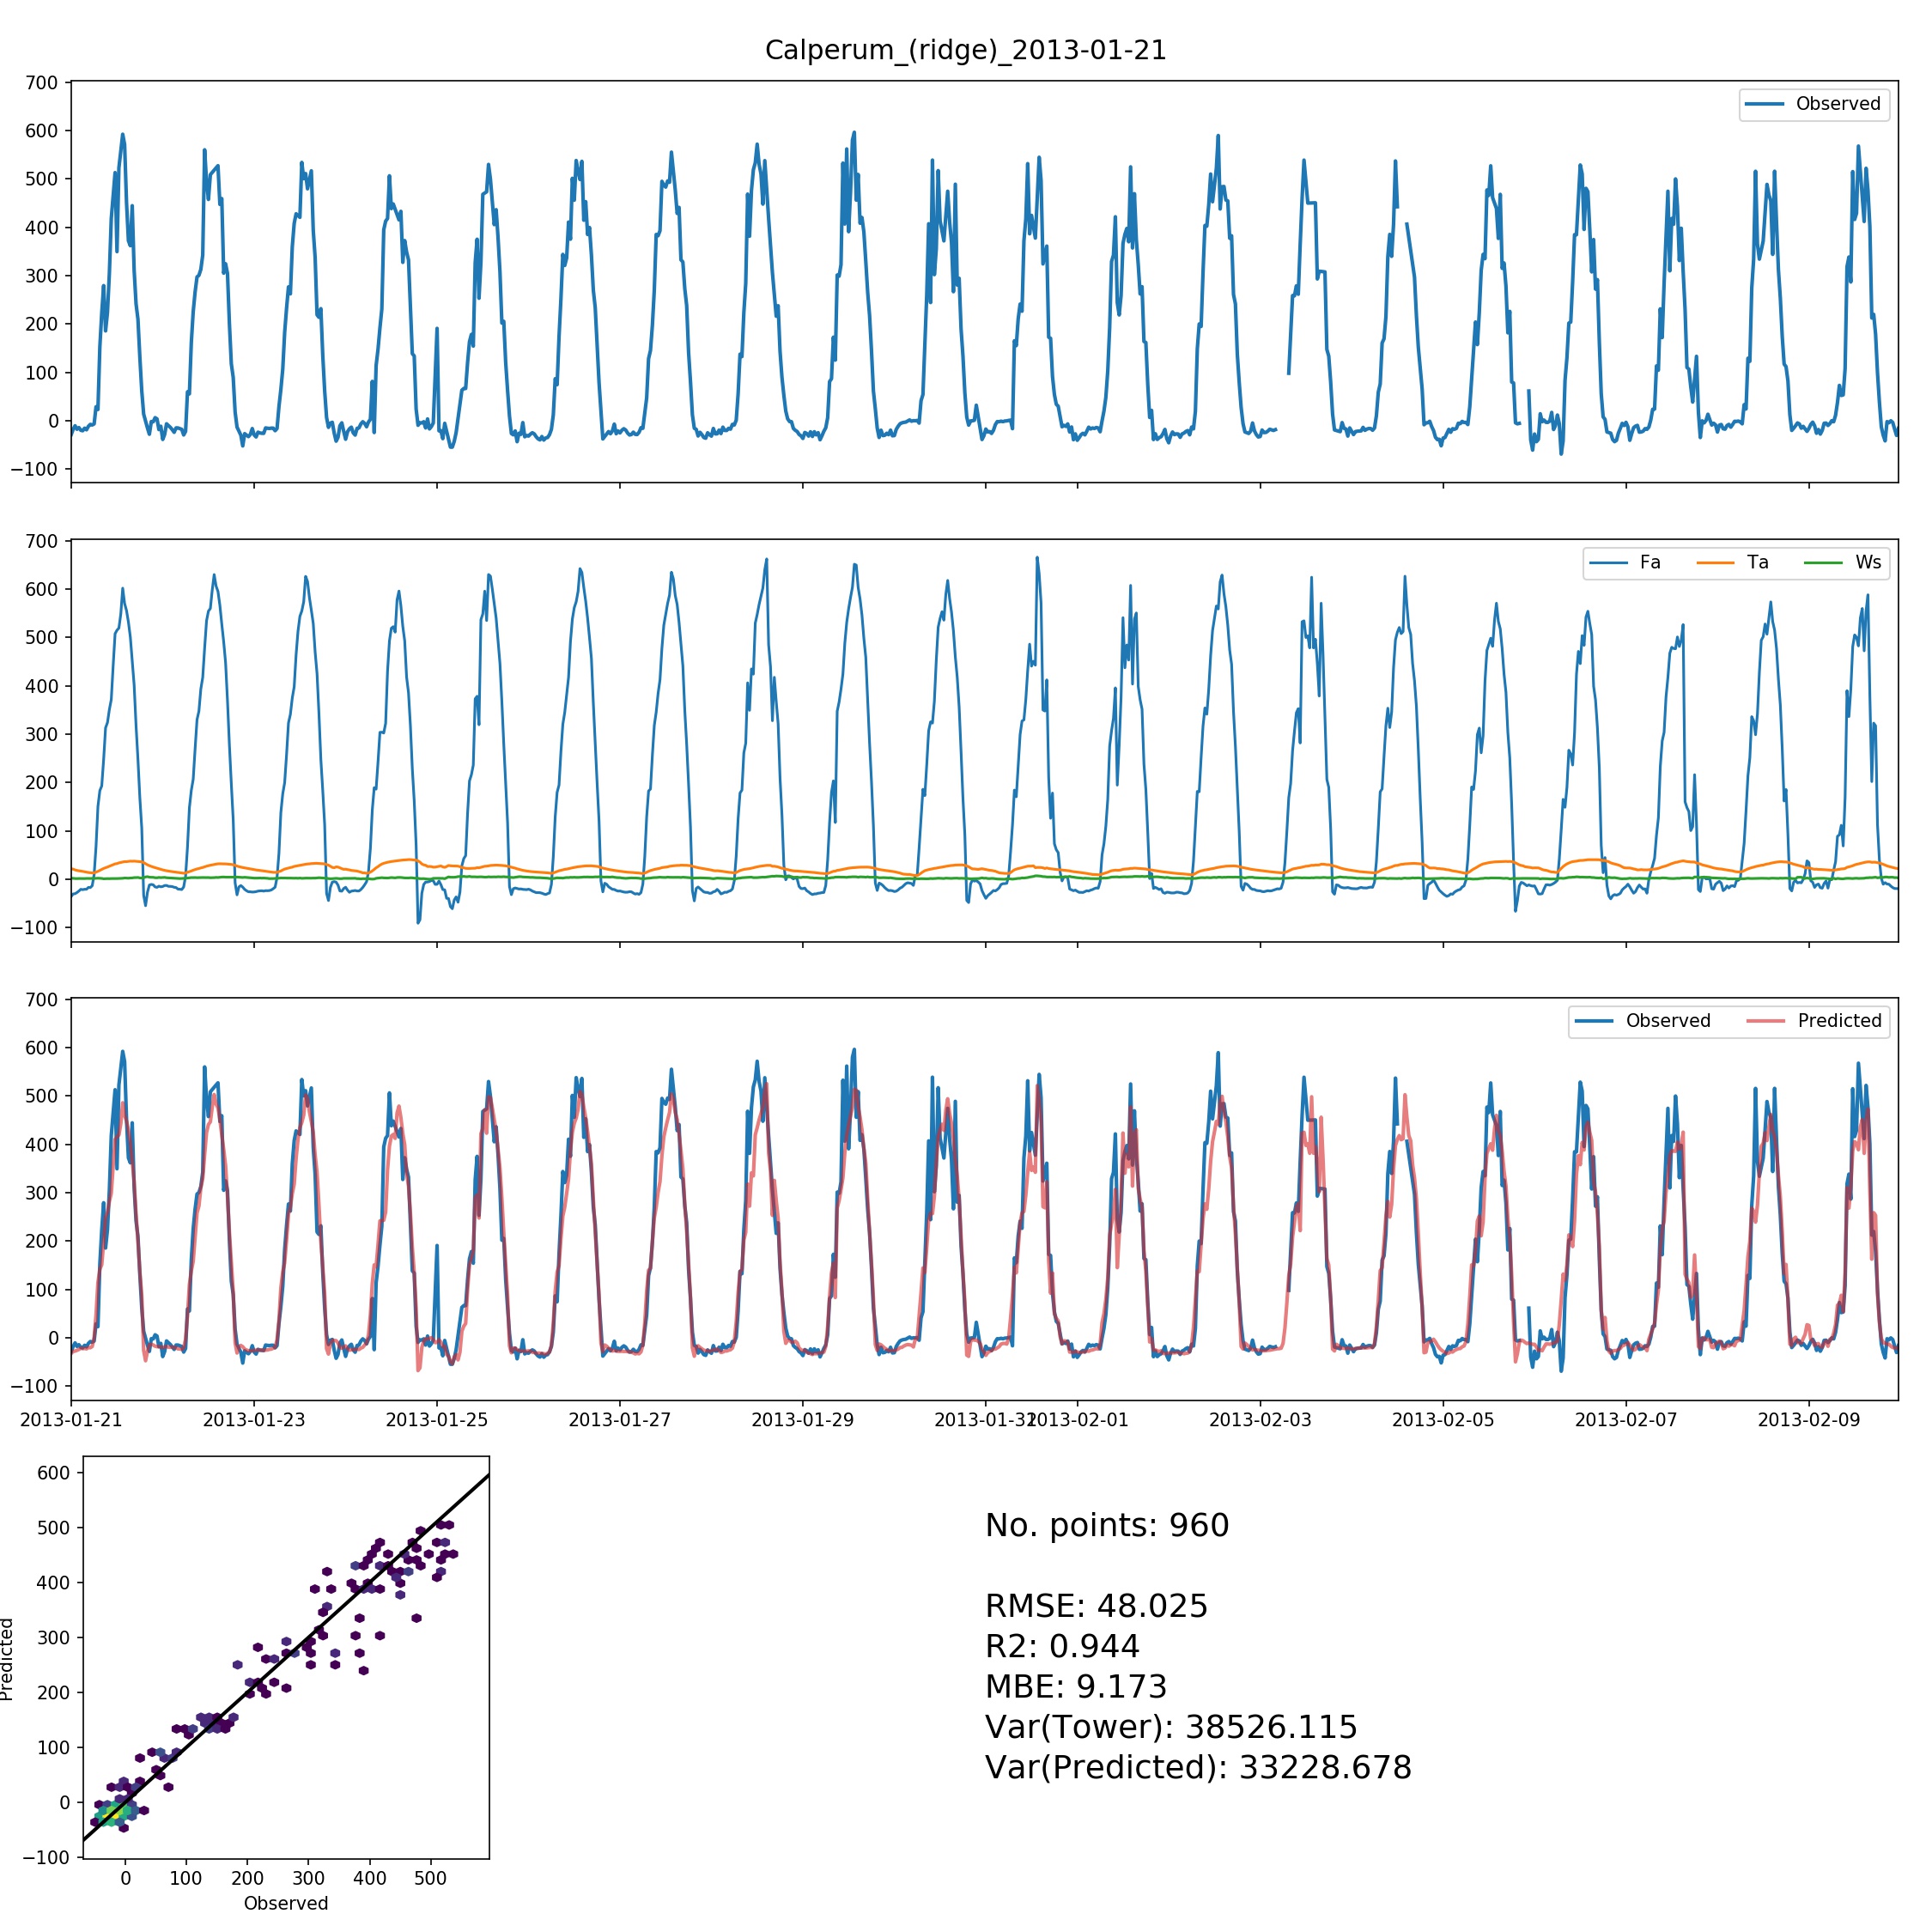 Calperum_(ridge)_2013-01-21
700
600
500
400
300
200
100
0
−100
Observed
700
600
500
400
300
200
100
0
−100
Fa Ta Ws
700
600
500
400
300
200
100
0
−100
Observed Predicted
2013-01-21 2013-01-23 2013-01-25 2013-01-27 2013-01-29 2013-01-31 2013-02-01 2013-02-03 2013-02-05 2013-02-07 2013-02-09
Predicted
600
500
400
300
200
100
0
−100
0 100 200 300 400 500
Observed
No. points: 960
RMSE: 48.025
R2: 0.944
MBE: 9.173
Var(Tower): 38526.115
Var(Predicted): 33228.678